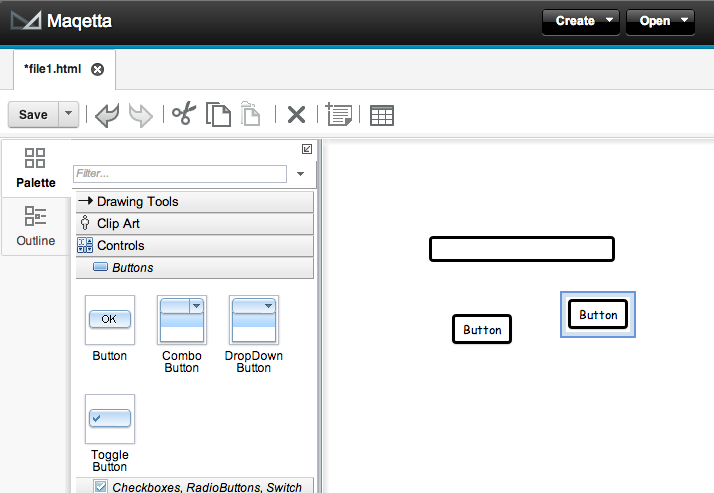 Maqetta
Create
Open
*file1.html
Save
Palette
Outline
Filter...
Drawing Tools
Clip Art
Controls
Buttons
OK
Button
Combo
Button
DropDown
Button
Toggle
Button
Checkboxes, RadioButtons, Switch
Button
Button